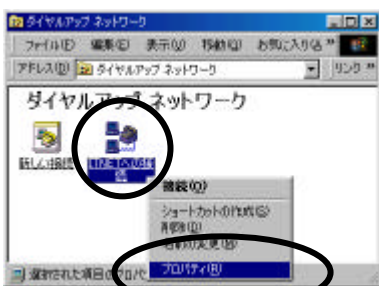 ダイヤルアップ ネットワーク
ファイル(F) 編集(E) 表示(V) 移動(G) お気に入り(A) »
アドレス(D) ダイヤルアップ ネットワーク リンク »
ダイヤルアップ ネットワーク
新しい接続
接続(O)
ショートカットの作成(S)
削除(D)
名前の変更(M)
プロパティ(R)
選択された項目のプロパ